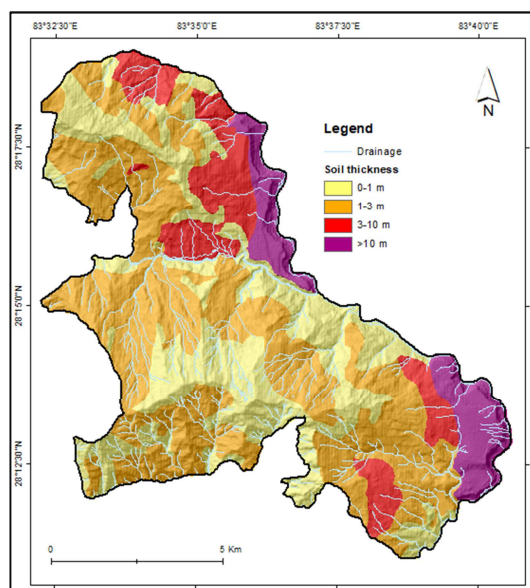 83°32'30"E 83°35'0"E 83°37'30"E 83°40'0"E
28°17'30"N
28°15'0"N
28°12'30"N
N
Legend
Drainage
Soil thickness
0-1 m
1-3 m
3-10 m
>10 m
0 5 Km